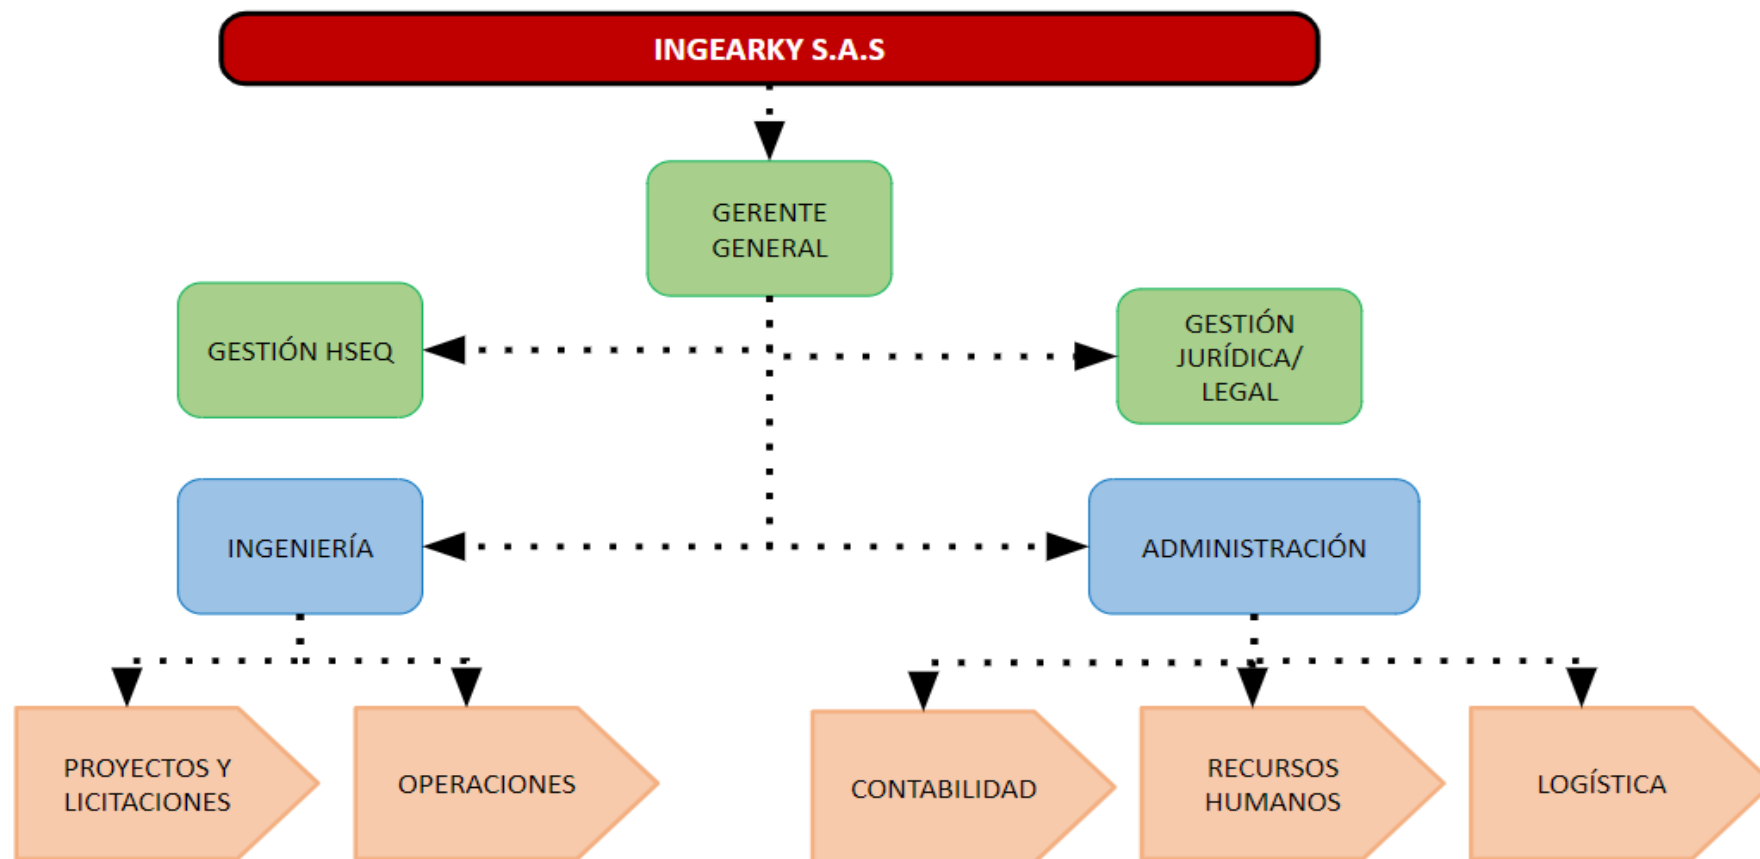 INGEARKY S.A.S
GERENTE
GENERAL
GESTIÓN HSEQ
GESTIÓN
JURÍDICA/
LEGAL
INGENIERÍA
ADMINISTRACIÓN
PROYECTOS Y
LICITACIONES
OPERACIONES
CONTABILIDAD
RECURSOS
HUMANOS
LOGÍSTICA